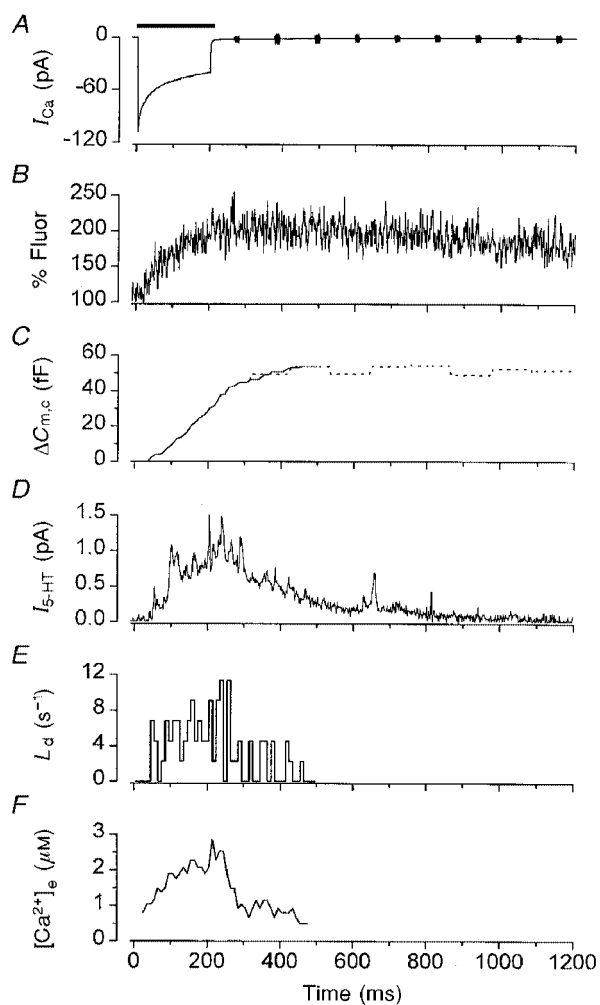 A
I_Ca (pA)
0
-60
-120
B
% Fluor
250
200
150
100
C
ΔC_m,c (fF)
60
40
20
0
D
I_5-HT (pA)
1.5
1.0
0.5
0.0
E
L_d (s⁻¹)
12
8
4
0
F
[Ca²⁺]_e (μM)
3
2
1
0
0 200 400 600 800 1000 1200
Time (ms)